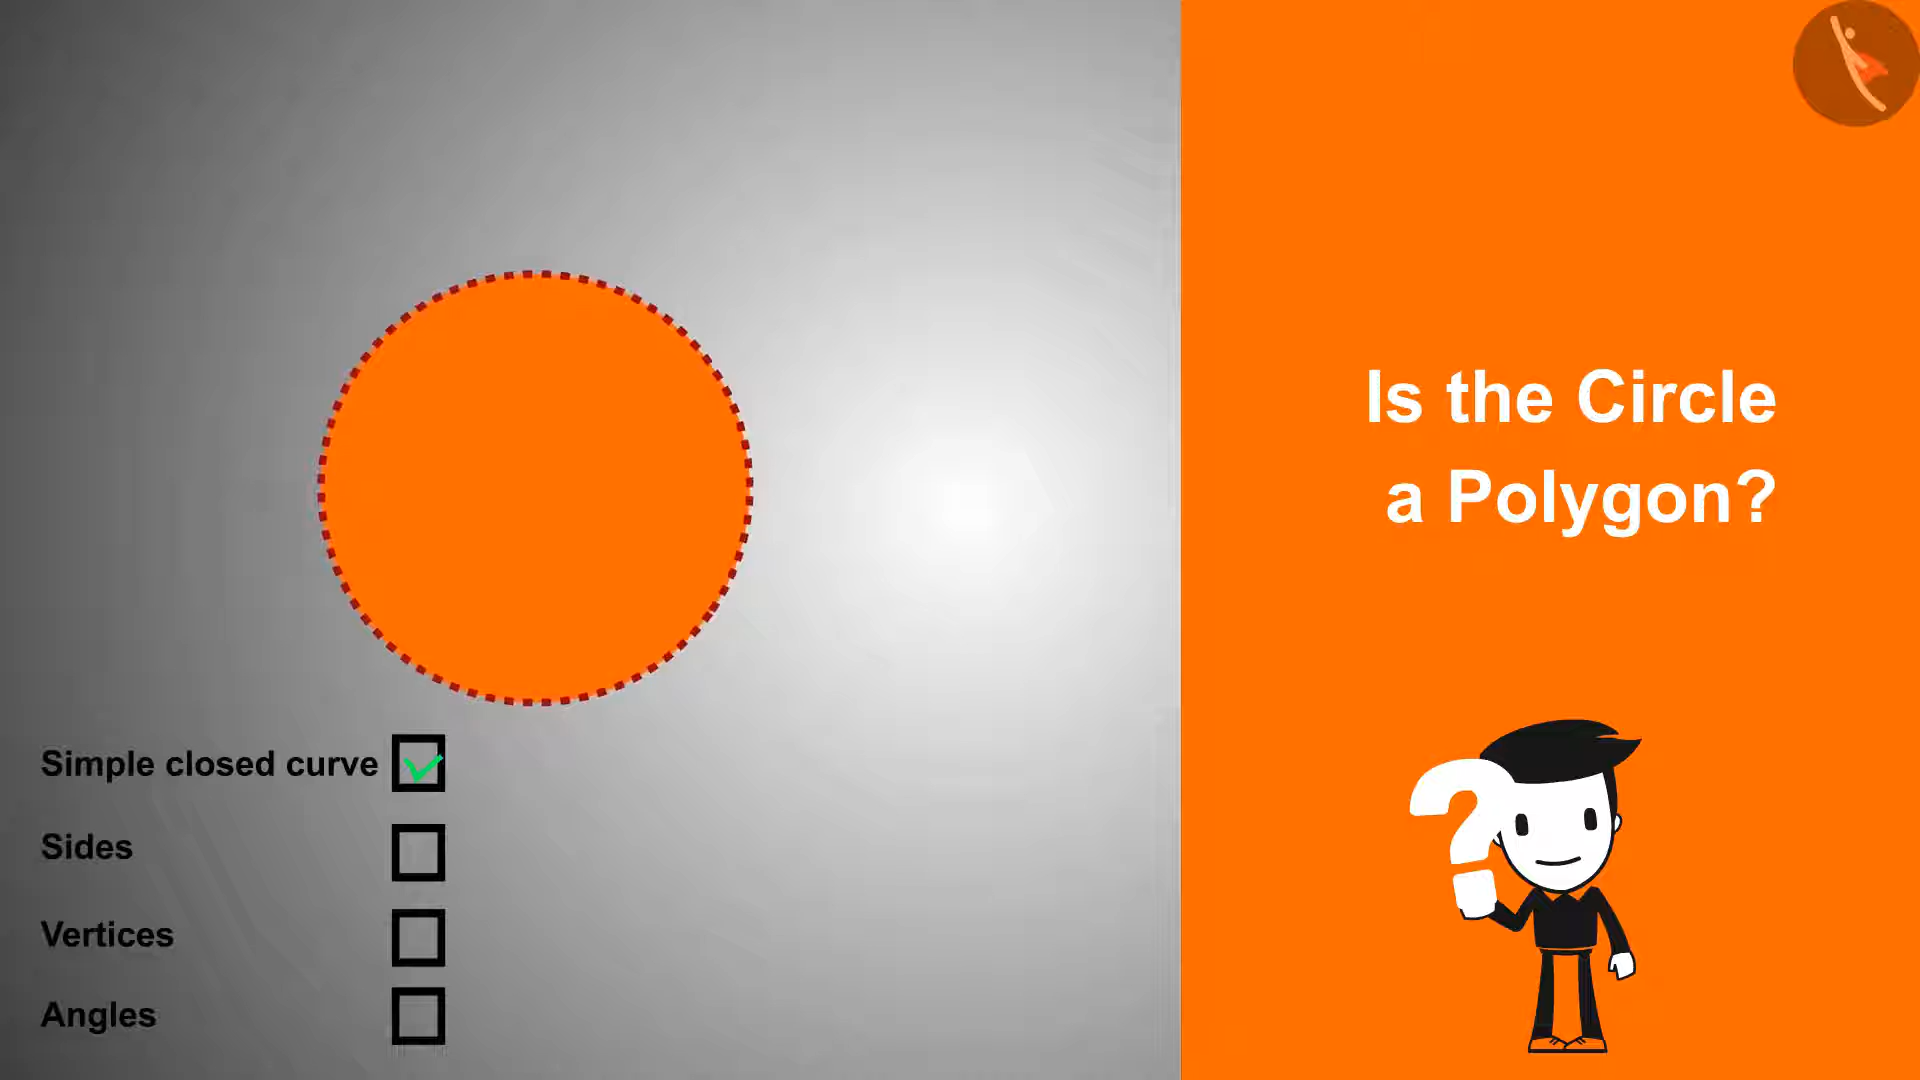 Is the Circle
a Polygon?
Simple closed curve
Sides
Vertices
Angles